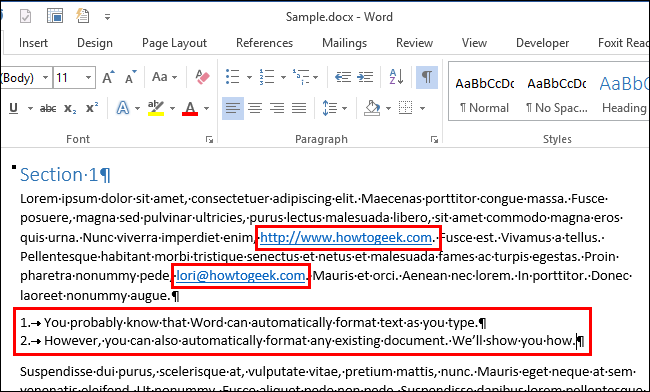 Sample.docx - Word
Insert Design Page Layout References Mailings Review View Developer Foxit Read
(Body) 11 A A Aa
U abc x₂ x² A ab A
Font Paragraph Styles
AaBbCcDc AaBbCcDc AaBbCc
¶ Normal ¶ No Spac... Heading
Section·1¶
Lorem·ipsum·dolor·sit·amet,·consectetuer·adipiscing·elit.·Maecenas·porttitor·congue·massa.·Fusce·
posuere,·magna·sed·pulvinar·ultricies,·purus·lectus·malesuada·libero,·sit·amet·commodo·magna·eros·
quis·urna.·Nunc·viverra·imperdiet·enim,·http://www.howtogeek.com.·Fusce·est.·Vivamus·a·tellus.·
Pellentesque·habitant·morbi·tristique·senectus·et·netus·et·malesuada·fames·ac·turpis·egestas.·Proin·
pharetra·nonummy·pede,·lori@howtogeek.com.·Mauris·et·orci.·Aenean·nec·lorem.·In·porttitor.·Donec·
laoreet·nonummy·augue.¶
1.→You·probably·know·that·Word·can·automatically·format·text·as·you·type.¶
2.→However,·you·can·also·automatically·format·any·existing·document.·We'll·show·you·how.¶
Suspendisse·dui·purus,·scelerisque·at,·vulputate·vitae,·pretium·mattis,·nunc.·Mauris·eget·neque·at·sem·